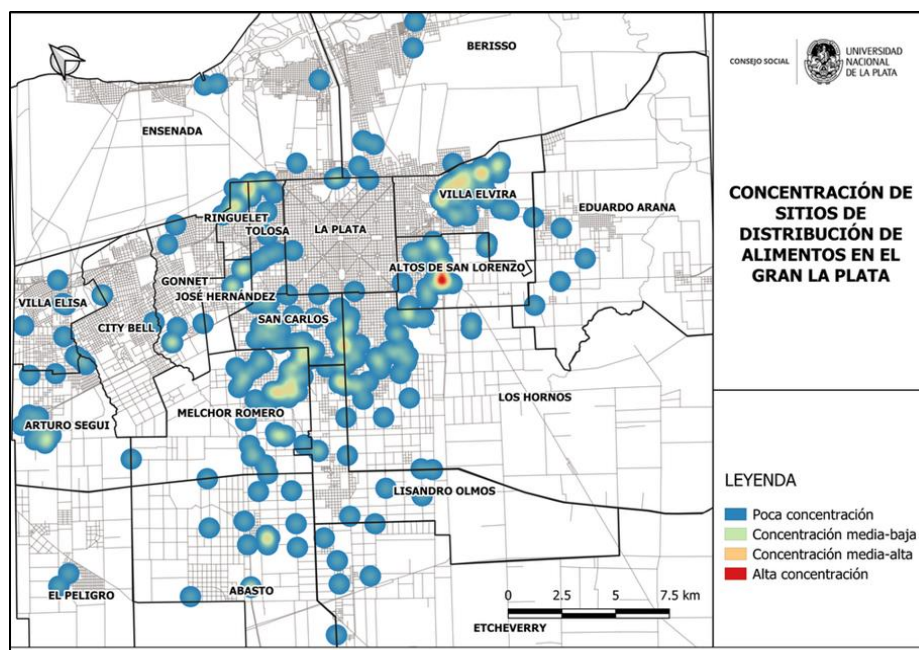 BERISSO
ENSENADA
VILLA ELVIRA
EDUARDO ARANA
RINGUELET
TOLOSA
LA PLATA
ALTOS DE SAN LORENZO
GONNET
JOSÉ HERNÁNDEZ
VILLA ELISA
CITY BELL
SAN CARLOS
LOS HORNOS
MELCHOR ROMERO
ARTURO SEGUI
LISANDRO OLMOS
EL PELIGRO
ABASTO
ETCHEVERRY
0 2.5 5 7.5 km
CONSEJO SOCIAL
UNIVERSIDAD
NACIONAL
DE LA PLATA
CONCENTRACIÓN DE
SITIOS DE
DISTRIBUCIÓN DE
ALIMENTOS EN EL
GRAN LA PLATA
LEYENDA
Poca concentración
Concentración media-baja
Concentración media-alta
Alta concentración